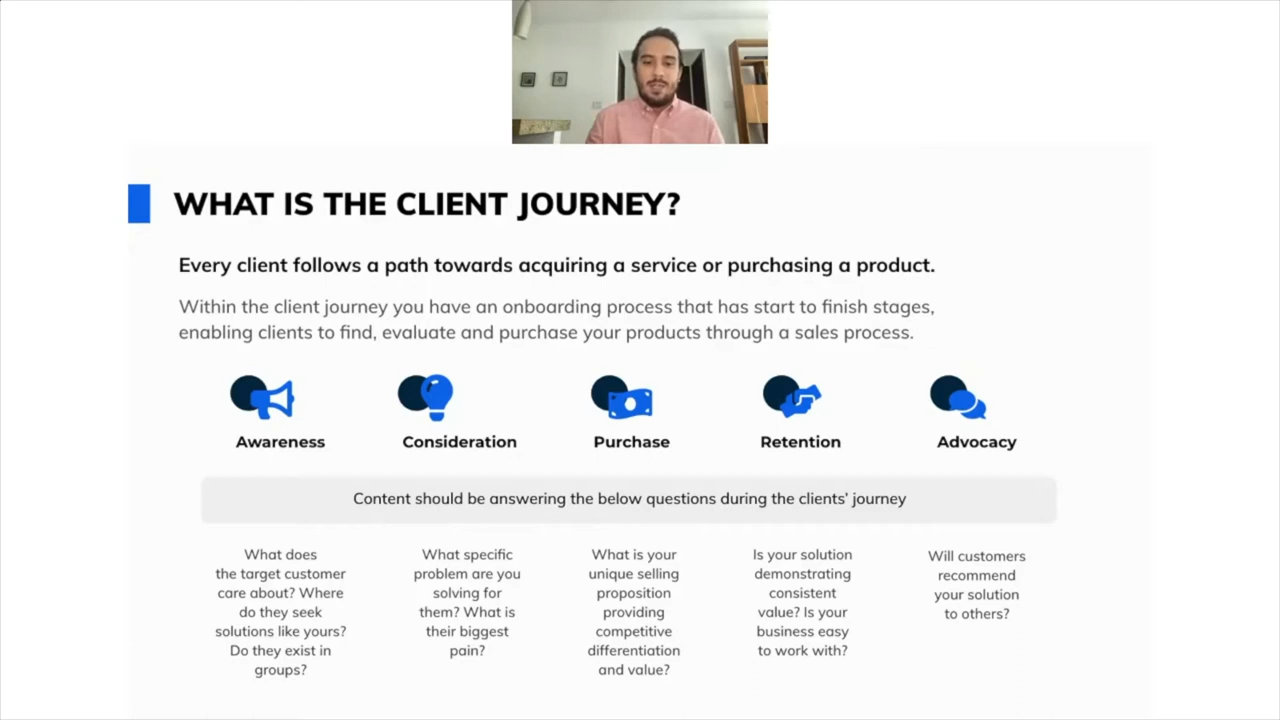 WHAT IS THE CLIENT JOURNEY?
Every client follows a path towards acquiring a service or purchasing a product.
Within the client journey you have an onboarding process that has start to finish stages,
enabling clients to find, evaluate and purchase your products through a sales process.
Awareness
Consideration
Purchase
Retention
Advocacy
Content should be answering the below questions during the clients’ journey
What does
the target customer
care about? Where
do they seek
solutions like yours?
Do they exist in
groups?
What specific
problem are you
solving for
them? What is
their biggest
pain?
What is your
unique selling
proposition
providing
competitive
differentiation
and value?
Is your solution
demonstrating
consistent
value? Is your
business easy
to work with?
Will customers
recommend
your solution
to others?